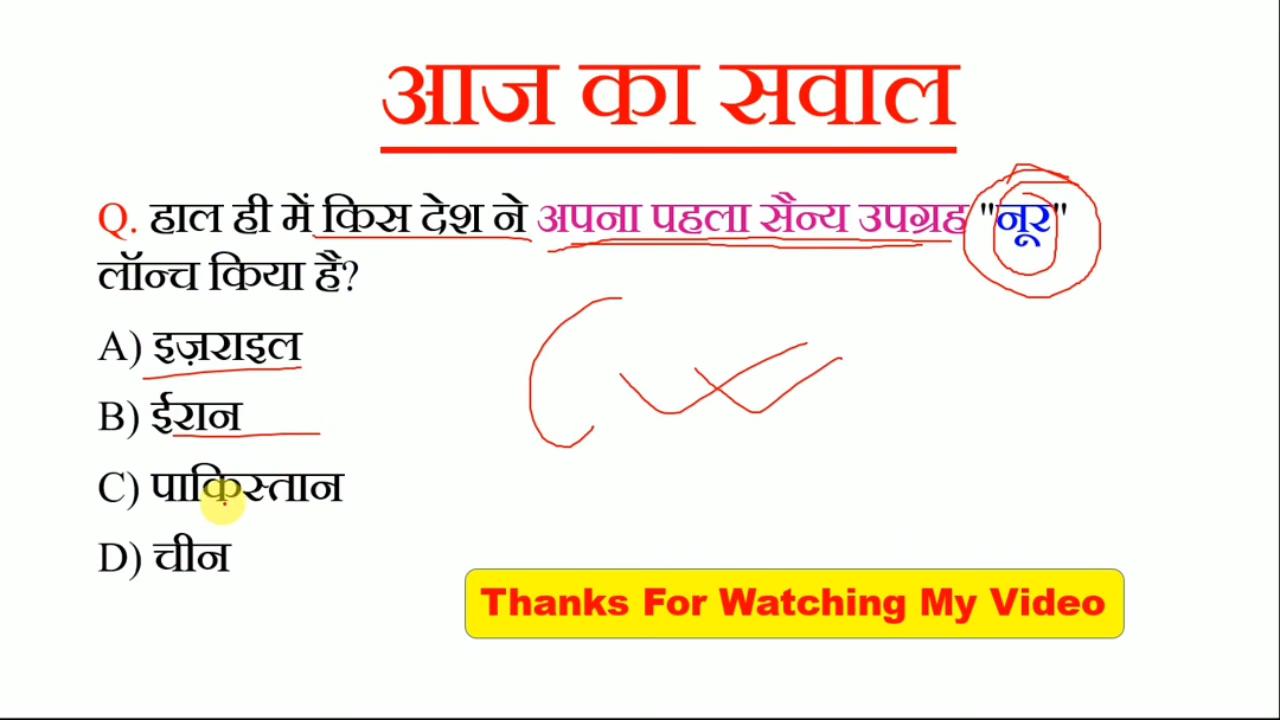 आज का सवाल
Q. हाल ही में किस देश ने अपना पहला सैन्य उपग्रह "नूर"
लॉन्च किया है?
A) इज़राइल
B) ईरान
C) पाकिस्तान
D) चीन
Thanks For Watching My Video